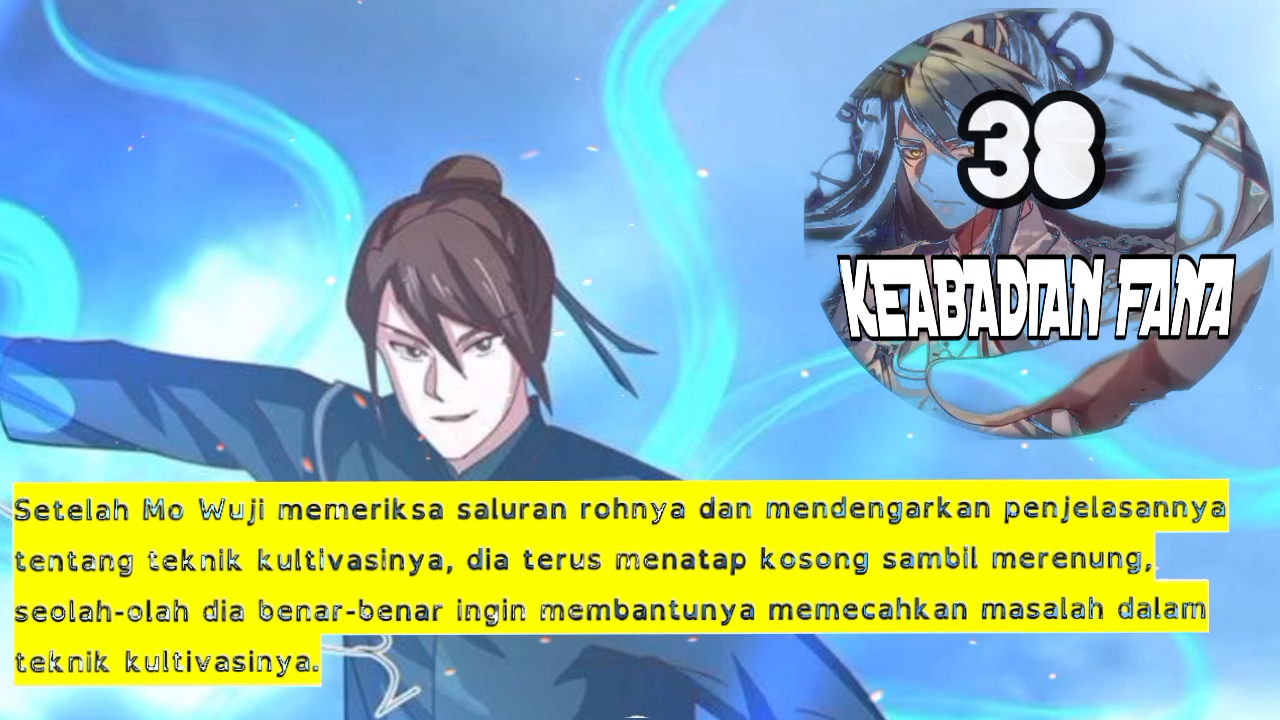 38
KEABADIAN FANA
Setelah Mo Wuji memeriksa saluran rohnya dan mendengarkan penjelasannya
tentang teknik kultivasinya, dia terus menatap kosong sambil merenung,
seolah-olah dia benar-benar ingin membantunya memecahkan masalah dalam
teknik kultivasinya.